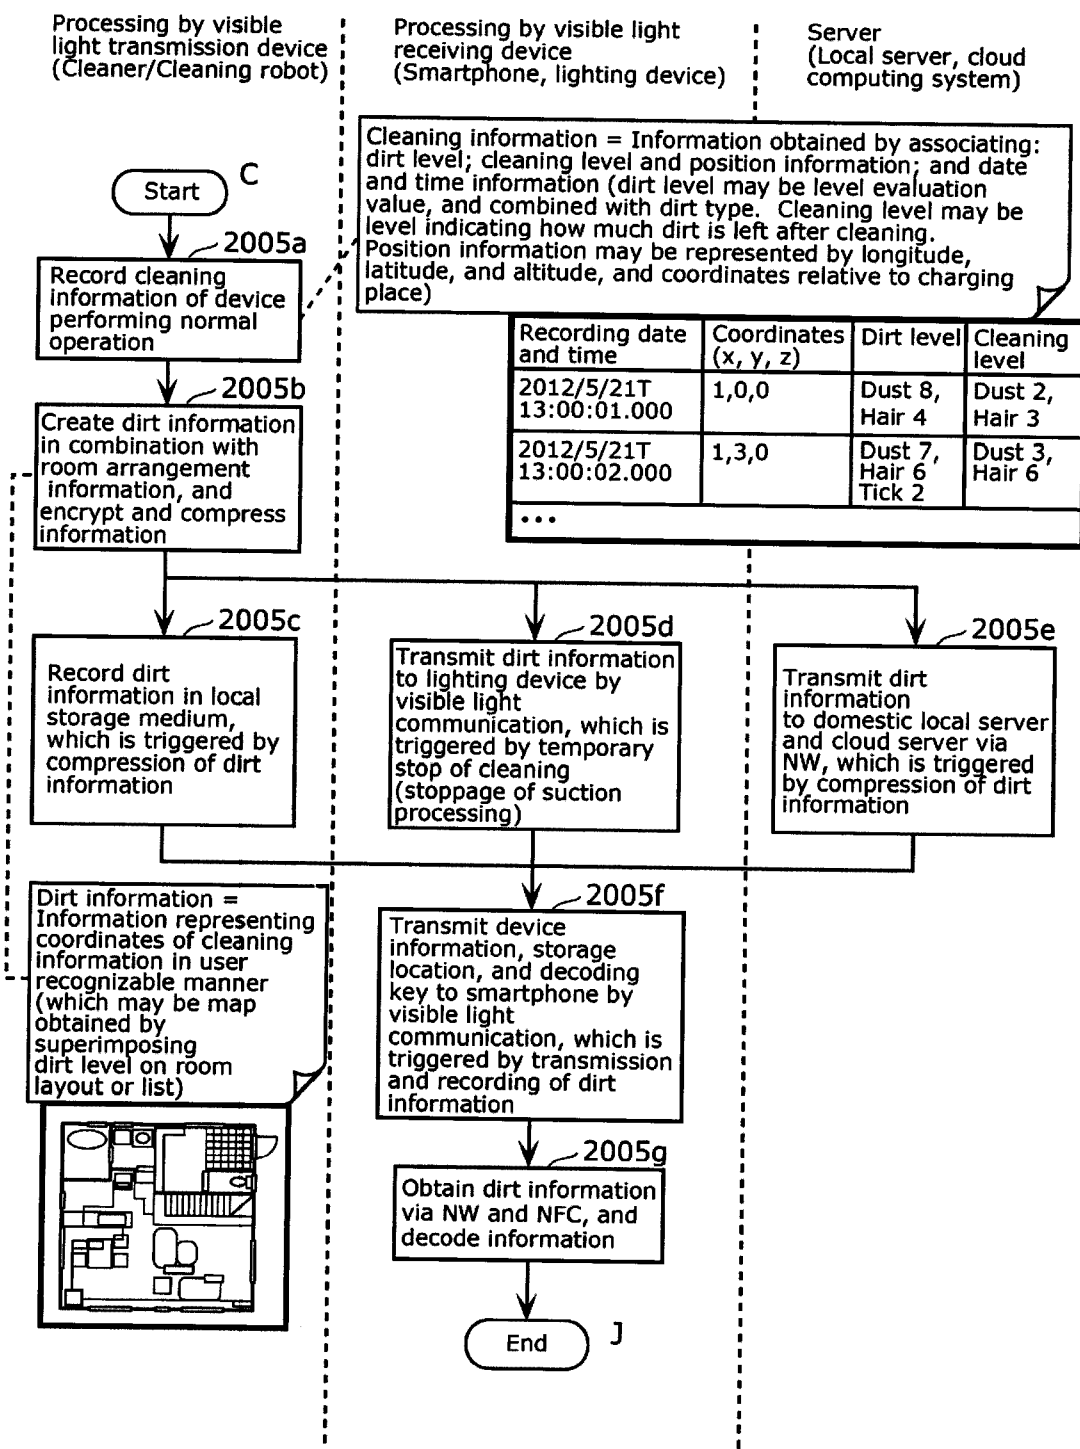 Processing by visible
light transmission device
(Cleaner/Cleaning robot)
Processing by visible light
receiving device
(Smartphone, lighting device)
Server
(Local server, cloud
computing system)
Cleaning information = Information obtained by associating:
dirt level; cleaning level and position information; and date
and time information (dirt level may be level evaluation
value, and combined with dirt type. Cleaning level may be
level indicating how much dirt is left after cleaning.
Position information may be represented by longitude,
latitude, and altitude, and coordinates relative to charging
place)
Start
C
2005a
Record cleaning
information of device
performing normal
operation
Recording date
and time
Coordinates
(x, y, z)
Dirt level
Cleaning
level
2012/5/21T
13:00:01.000
1,0,0
Dust 8,
Hair 4
Dust 2,
Hair 3
2012/5/21T
13:00:02.000
1,3,0
Dust 7,
Hair 6
Tick 2
Dust 3,
Hair 6
•••
2005b
Create dirt information
in combination with
room arrangement
information, and
encrypt and compress
information
2005c
Record dirt
information in local
storage medium,
which is triggered by
compression of dirt
information
2005d
Transmit dirt information
to lighting device by
visible light
communication, which is
triggered by temporary
stop of cleaning
(stoppage of suction
processing)
2005e
Transmit dirt
information
to domestic local server
and cloud server via
NW, which is triggered
by compression of dirt
information
Dirt information =
Information representing
coordinates of cleaning
information in user
recognizable manner
(which may be map
obtained by
superimposing
dirt level on room
layout or list)
2005f
Transmit device
information, storage
location, and decoding
key to smartphone by
visible light
communication, which is
triggered by transmission
and recording of dirt
information
2005g
Obtain dirt information
via NW and NFC, and
decode information
End
J